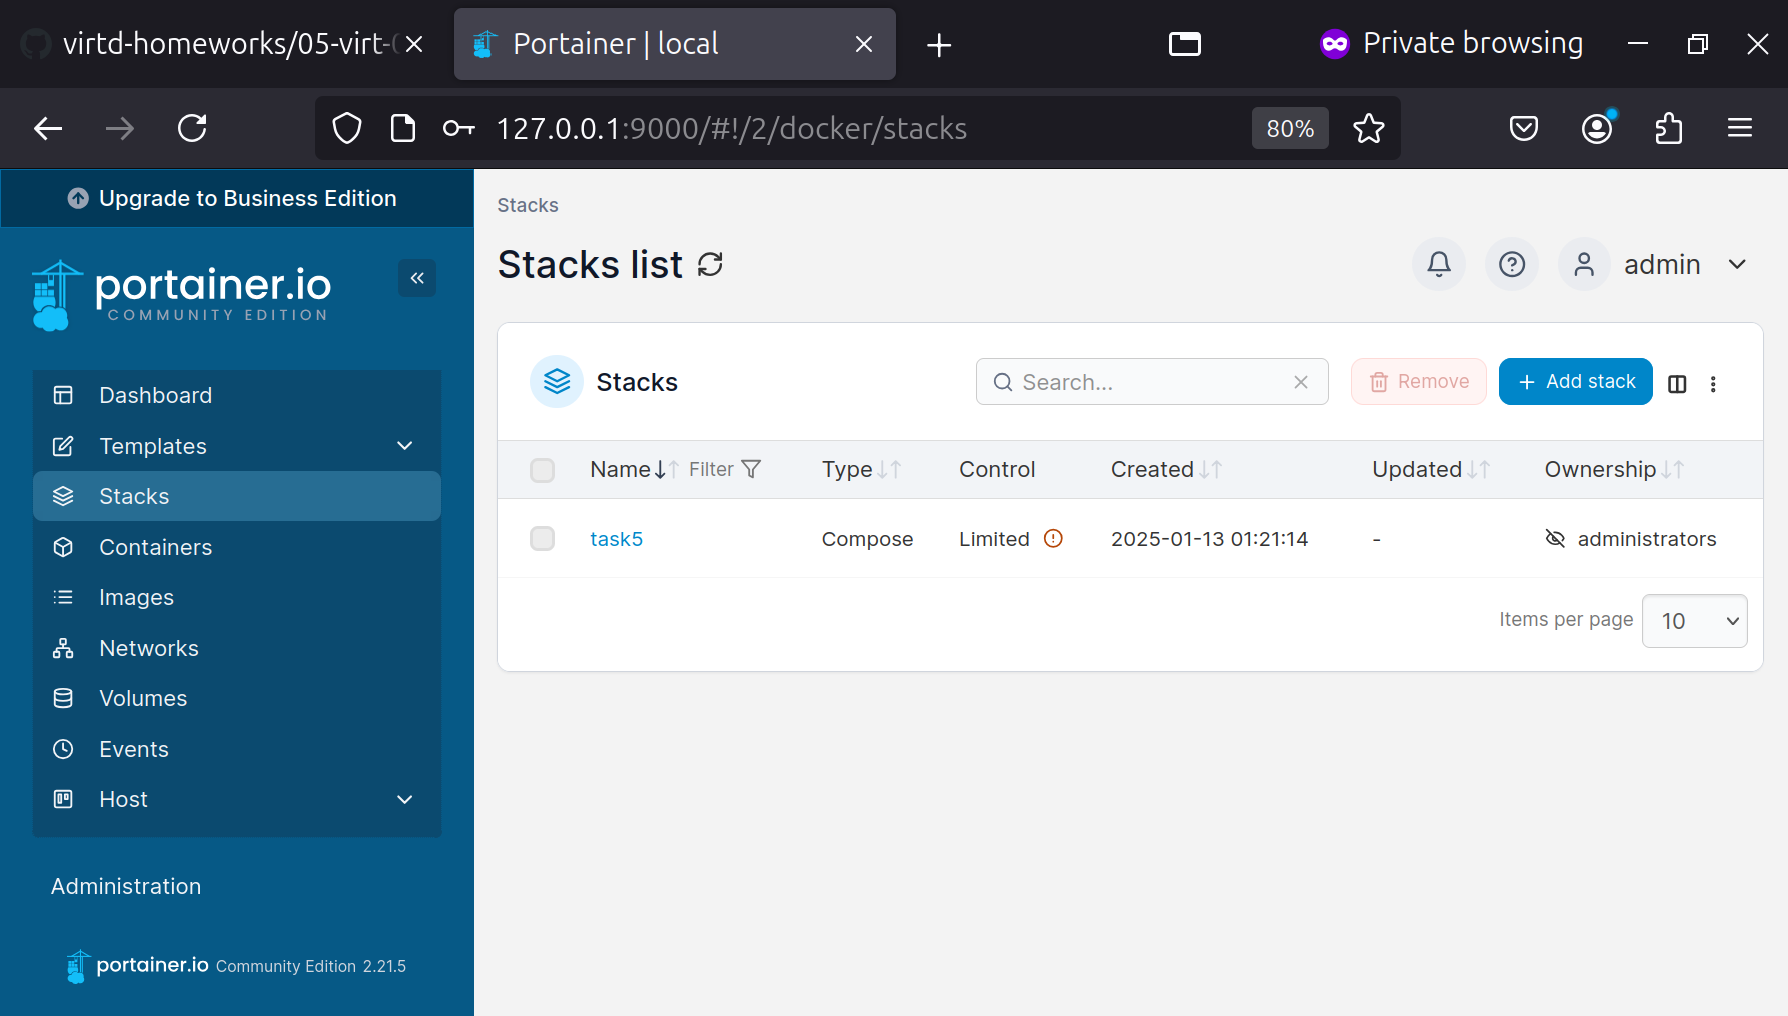 virtd-homeworks/05-virt-
Portainer | local
Private browsing
127.0.0.1:9000/#!/2/docker/stacks
80%
Upgrade to Business Edition
portainer.io
COMMUNITY EDITION
Dashboard
Templates
Stacks
Containers
Images
Networks
Volumes
Events
Host
Administration
portainer.io Community Edition 2.21.5
Stacks
Stacks list
admin
Stacks
Search...
Remove
Add stack
Name Filter Type Control Created Updated Ownership
task5 Compose Limited 2025-01-13 01:21:14 - administrators
Items per page 10